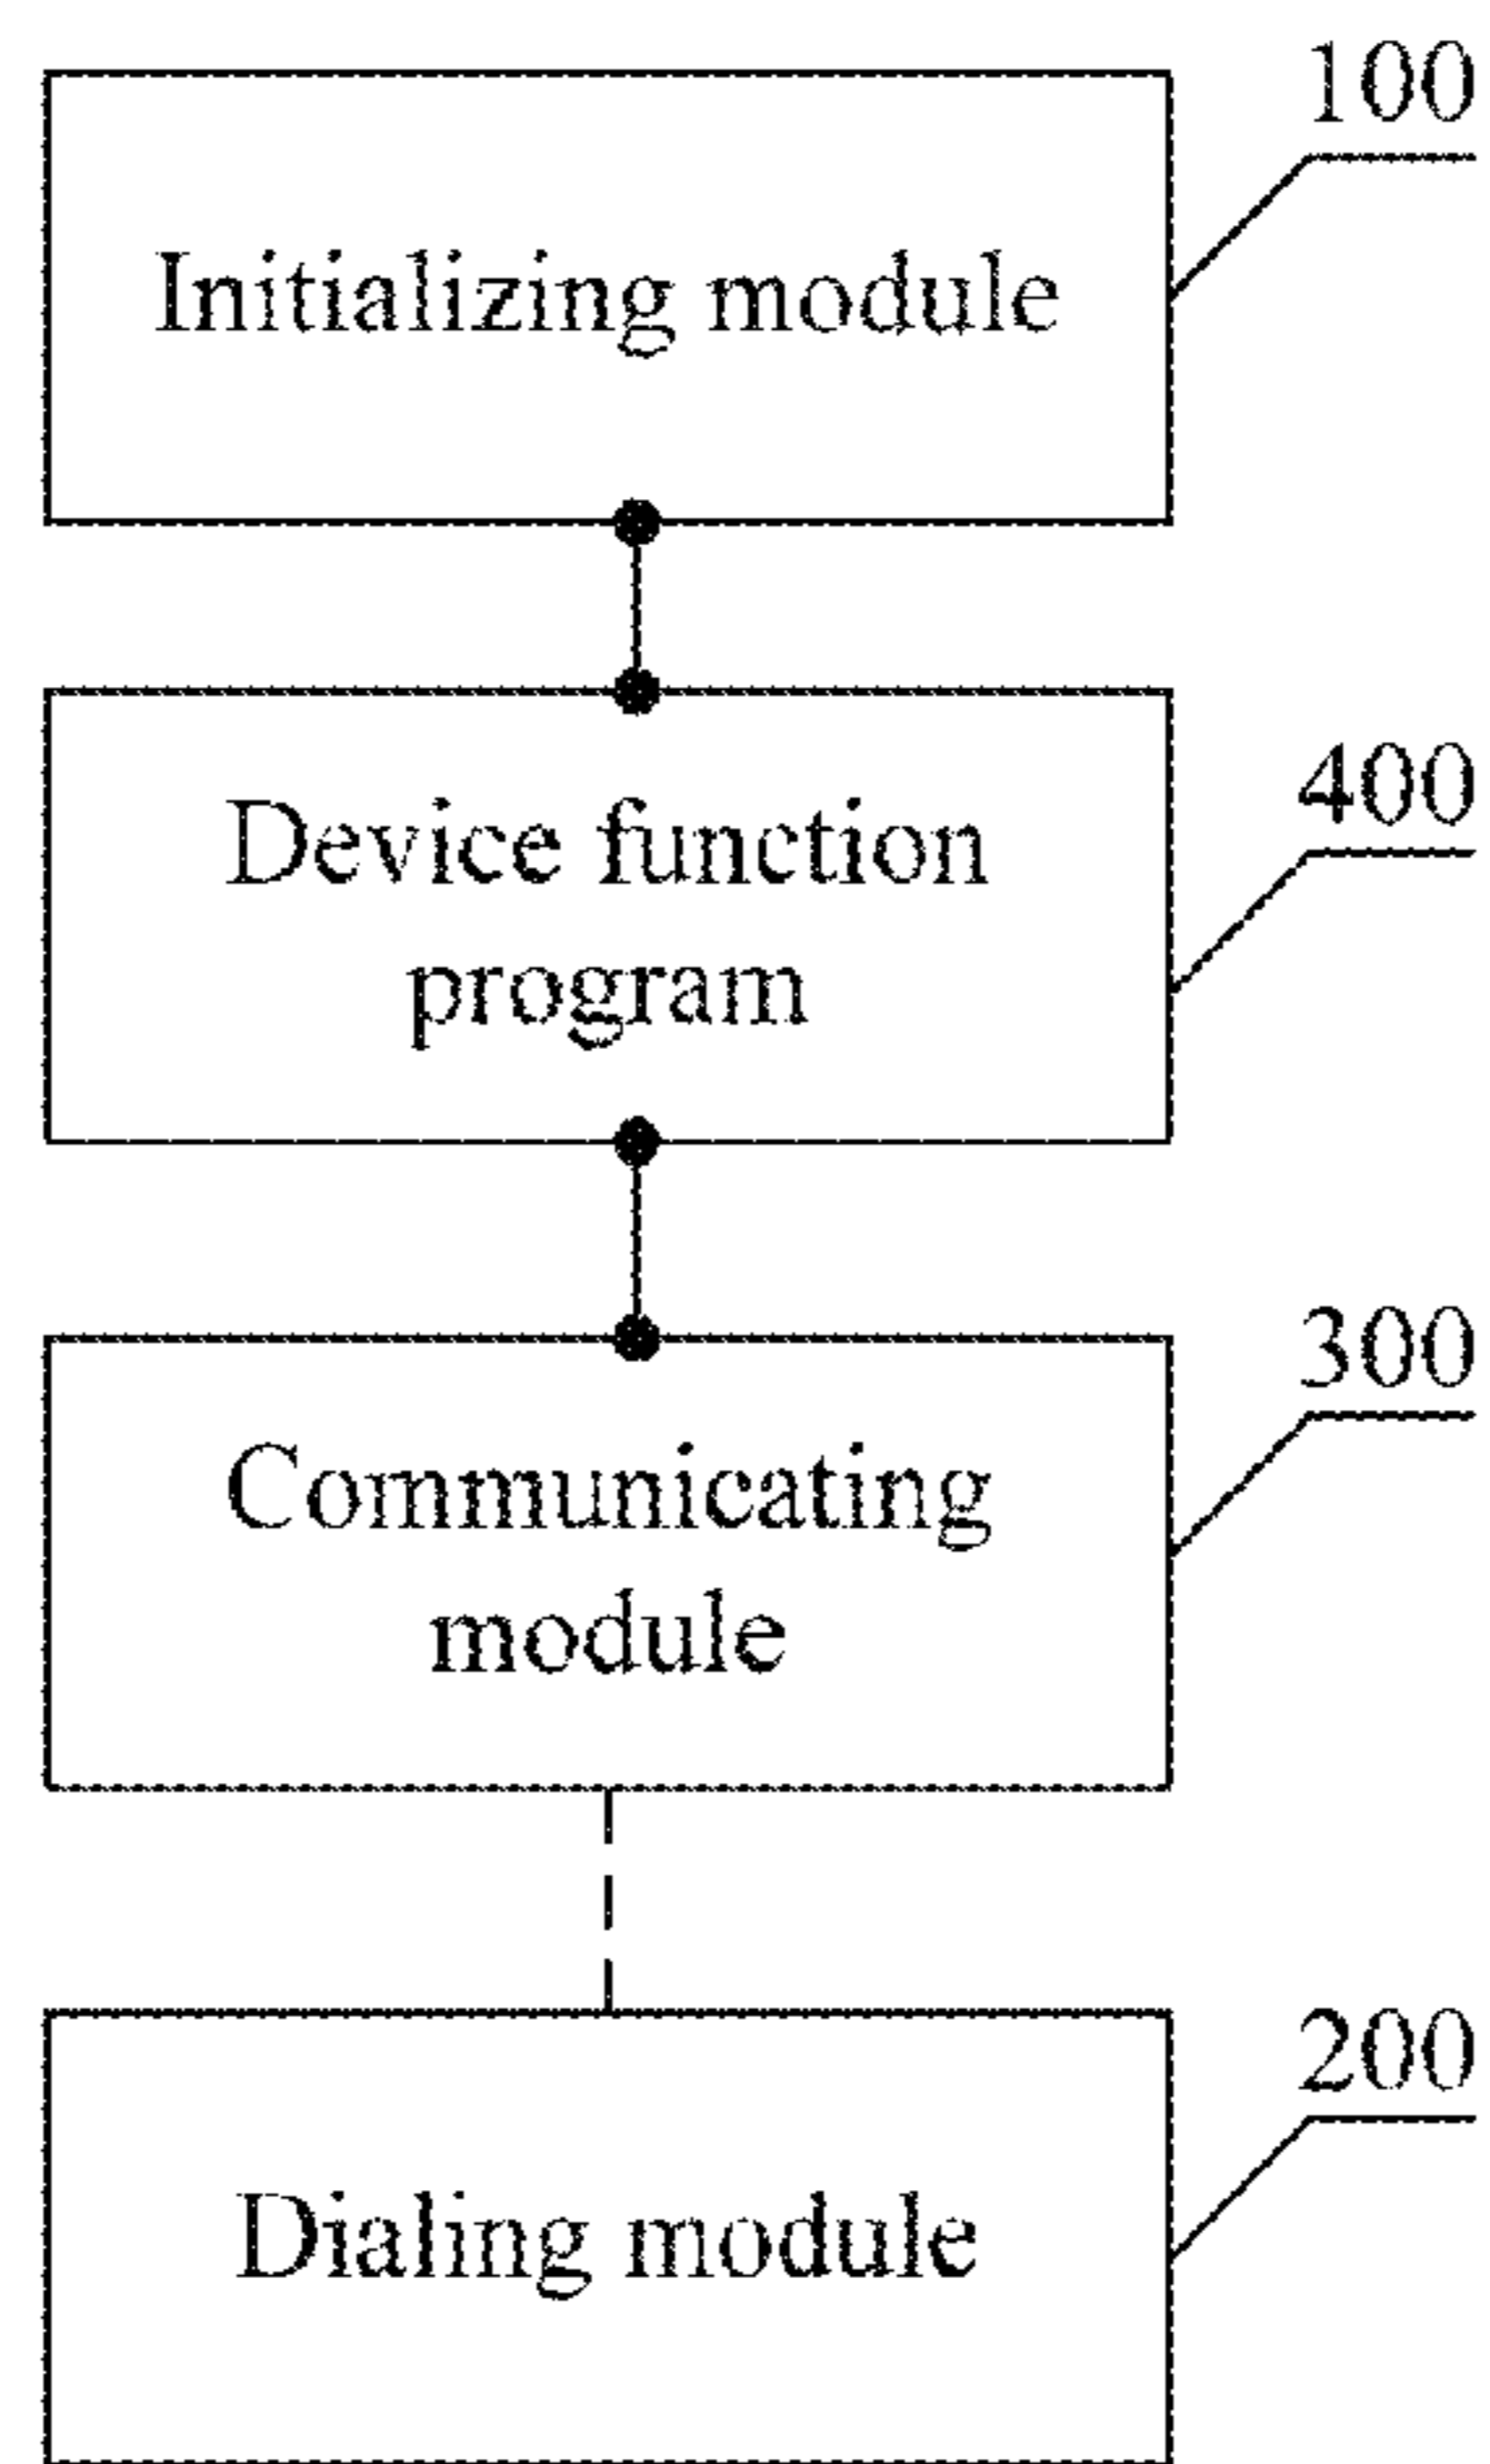 100
Initializing module
400
Device function
program
300
Communicating
module
200
Dialing module